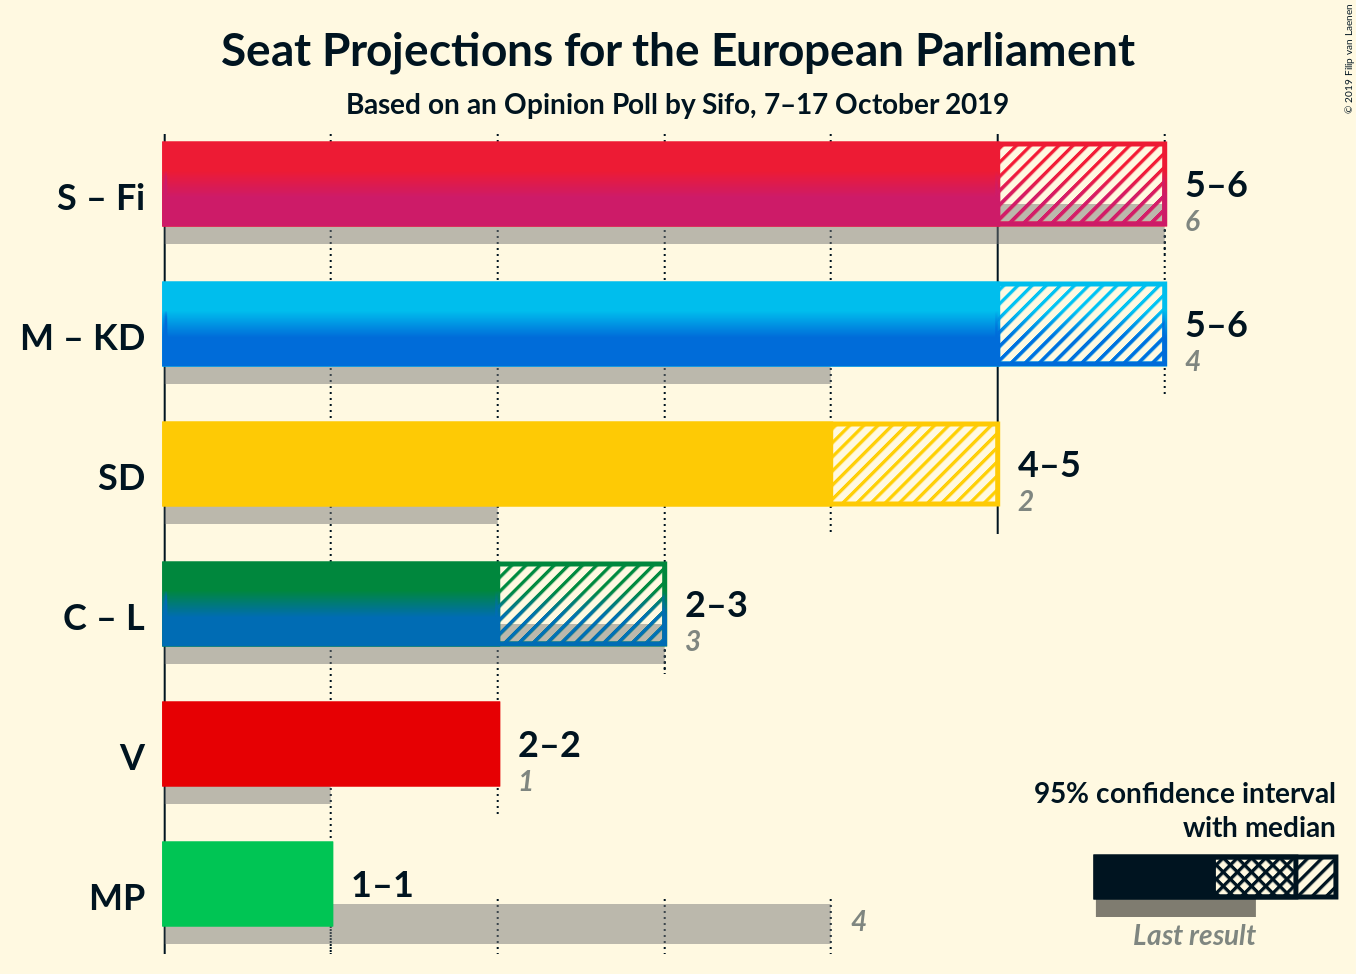 Seat Projections for the European Parliament
Based on an Opinion Poll by Sifo, 7–17 October 2019
© 2019 Filip van Laenen
S – Fi
5–6
6
M – KD
5–6
4
SD
4–5
2
C – L
2–3
3
V
2–2
1
MP
1–1
4
95% confidence interval
with median
Last result